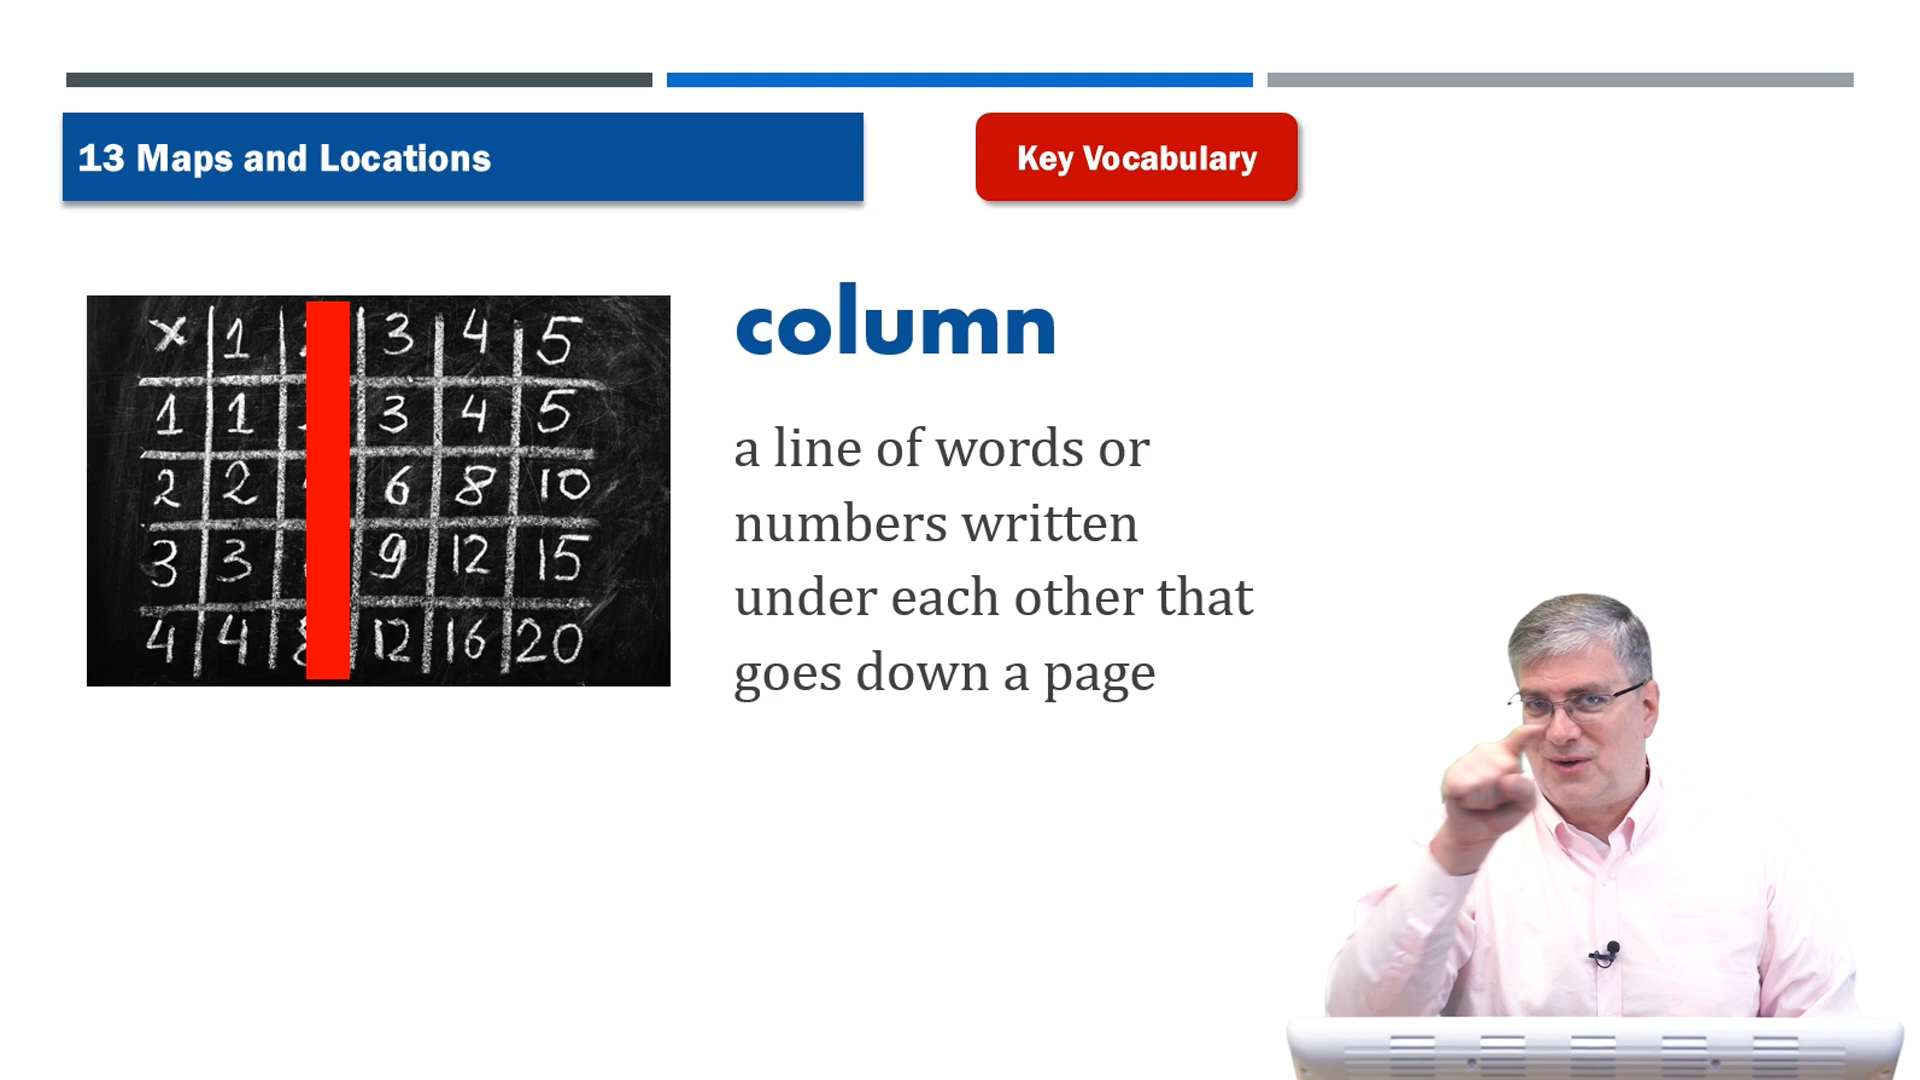 13 Maps and Locations
Key Vocabulary
column
a line of words or
numbers written
under each other that
goes down a page
x 1 3 4 5
1 1 3 4 5
2 2 6 8 10
3 3 9 12 15
4 4 12 16 20